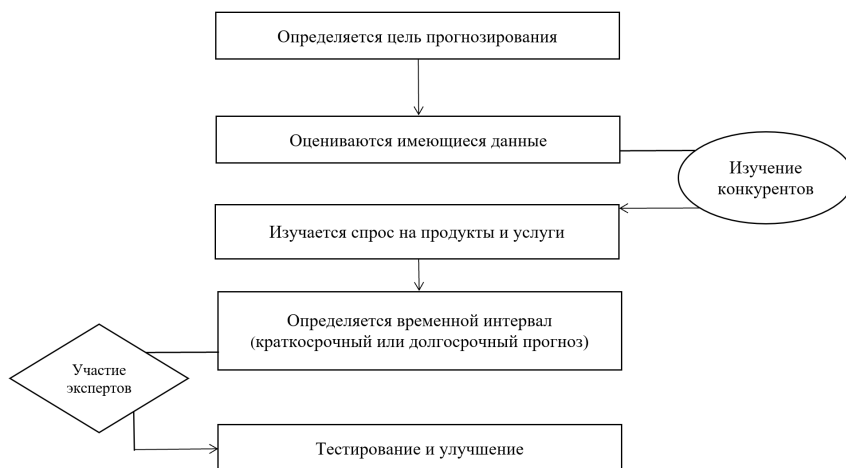 Определяется цель прогнозирования
Оцениваются имеющиеся данные
Изучение
конкурентов
Изучается спрос на продукты и услуги
Определяется временной интервал
(краткосрочный или долгосрочный прогноз)
Участие
экспертов
Тестирование и улучшение